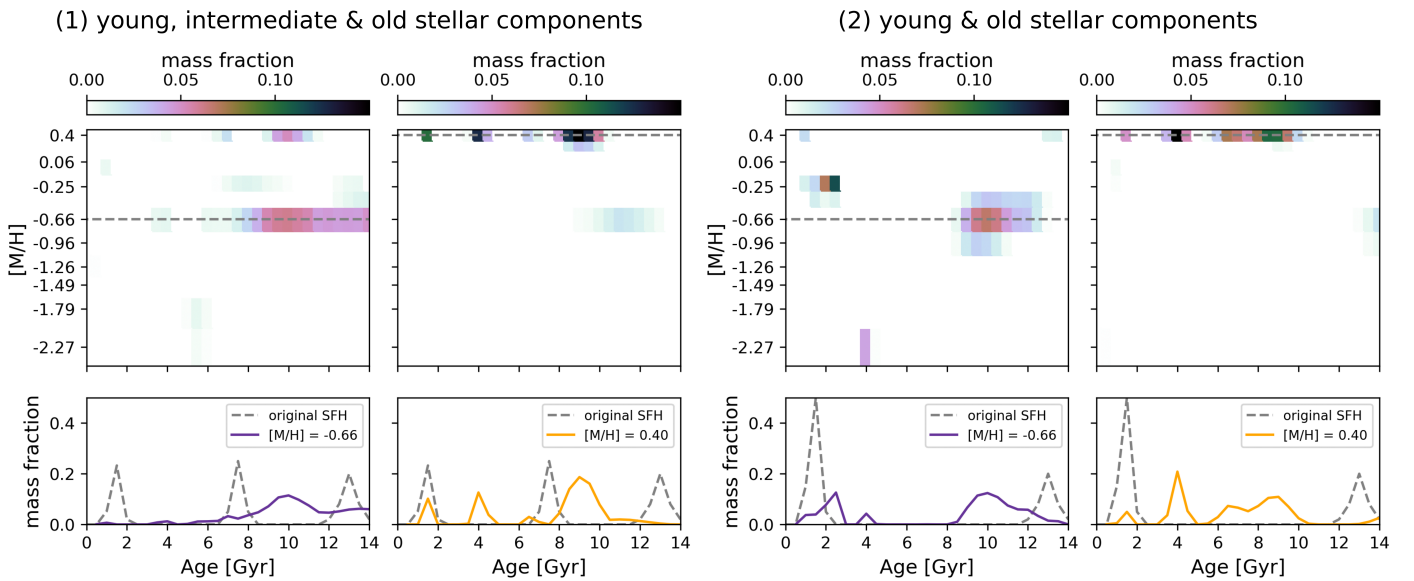 (1) young, intermediate & old stellar components
(2) young & old stellar components
mass fraction
mass fraction
mass fraction
mass fraction
0.00 0.05 0.10
0.00 0.05 0.10
0.00 0.05 0.10
0.00 0.05 0.10
[M/H]
0.4
0.06
-0.25
-0.66
-0.96
-1.26
-1.49
-1.79
-2.27
[M/H]
0.4
0.06
-0.25
-0.66
-0.96
-1.26
-1.49
-1.79
-2.27
mass fraction
0.4
0.2
0.0
original SFH
[M/H] = -0.66
0 2 4 6 8 10 12 14
Age [Gyr]
original SFH
[M/H] = 0.40
0 2 4 6 8 10 12 14
Age [Gyr]
mass fraction
0.4
0.2
0.0
original SFH
[M/H] = -0.66
0 2 4 6 8 10 12 14
Age [Gyr]
original SFH
[M/H] = 0.40
0 2 4 6 8 10 12 14
Age [Gyr]